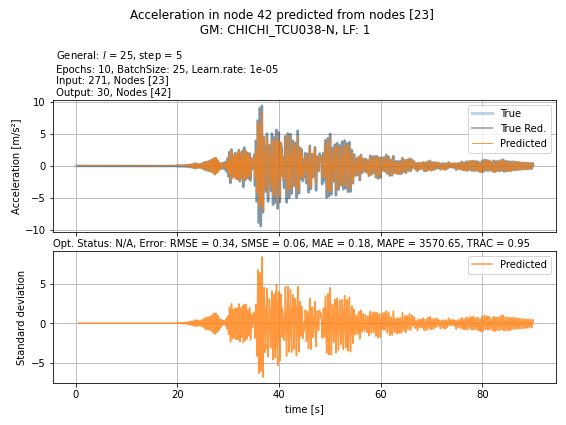 Acceleration in node 42 predicted from nodes [23]
GM: CHICHI_TCU038-N, LF: 1
General: l = 25, step = 5
Epochs: 10, BatchSize: 25, Learn.rate: 1e-05
Input: 271, Nodes [23]
Output: 30, Nodes [42]
Acceleration [m/s²]
10
5
0
−5
−10
True
True Red.
Predicted
Opt. Status: N/A, Error: RMSE = 0.34, SMSE = 0.06, MAE = 0.18, MAPE = 3570.65, TRAC = 0.95
Standard deviation
5
0
−5
Predicted
0
20
40
60
80
time [s]